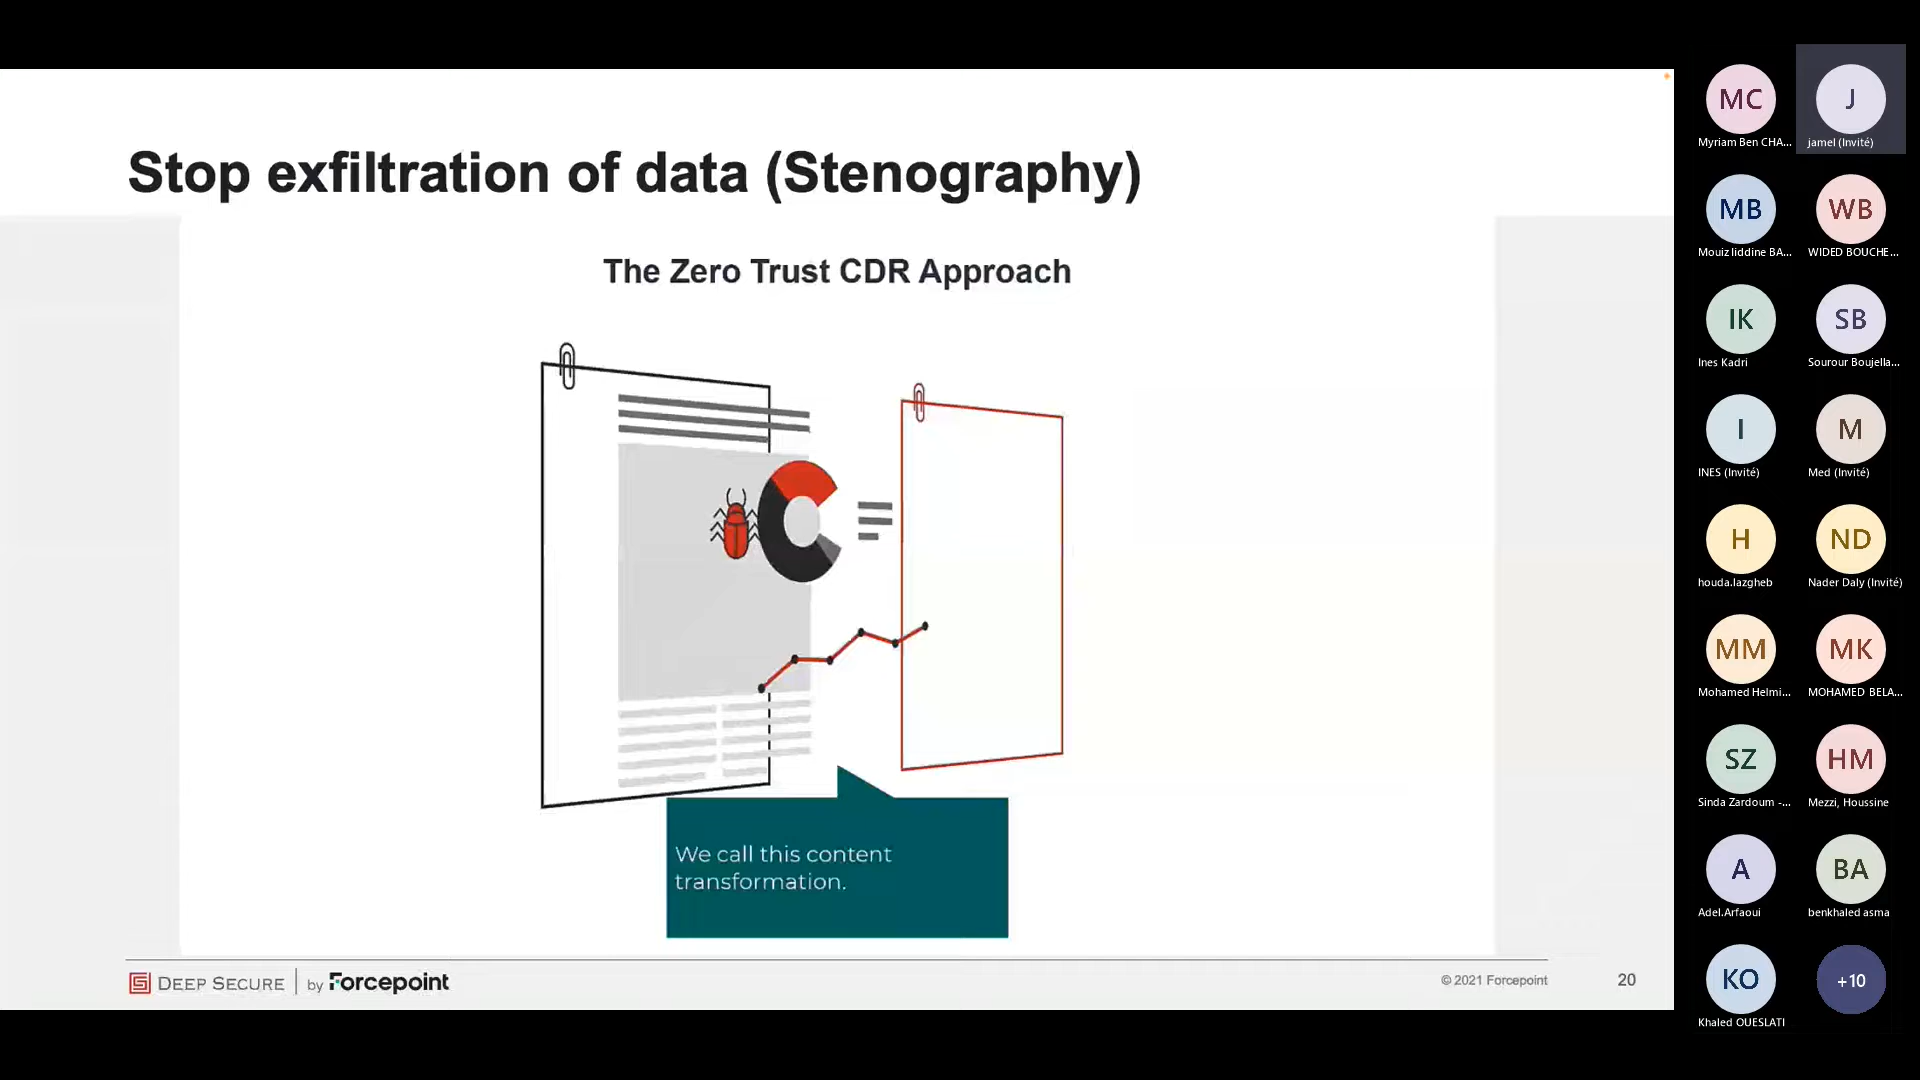 Stop exfiltration of data (Stenography)
The Zero Trust CDR Approach
We call this content
transformation.
DEEP SECURE | by Forcepoint
© 2021 Forcepoint
20
MC
Myriam Ben CHA...
J
jamel (Invité)
MB
Mouiz liddine BA...
WB
WIDED BOUCHE...
IK
Ines Kadri
SB
Sourour Boujella...
I
INES (Invité)
M
Med (Invité)
H
houda.lazgheb
ND
Nader Daly (Invité)
MM
Mohamed Helmi...
MK
MOHAMED BELA...
SZ
Sinda Zardoum -...
HM
Mezzi, Houssine
A
Adel.Arfaoui
BA
benkhaled asma
KO
Khaled OUESLATI
+10